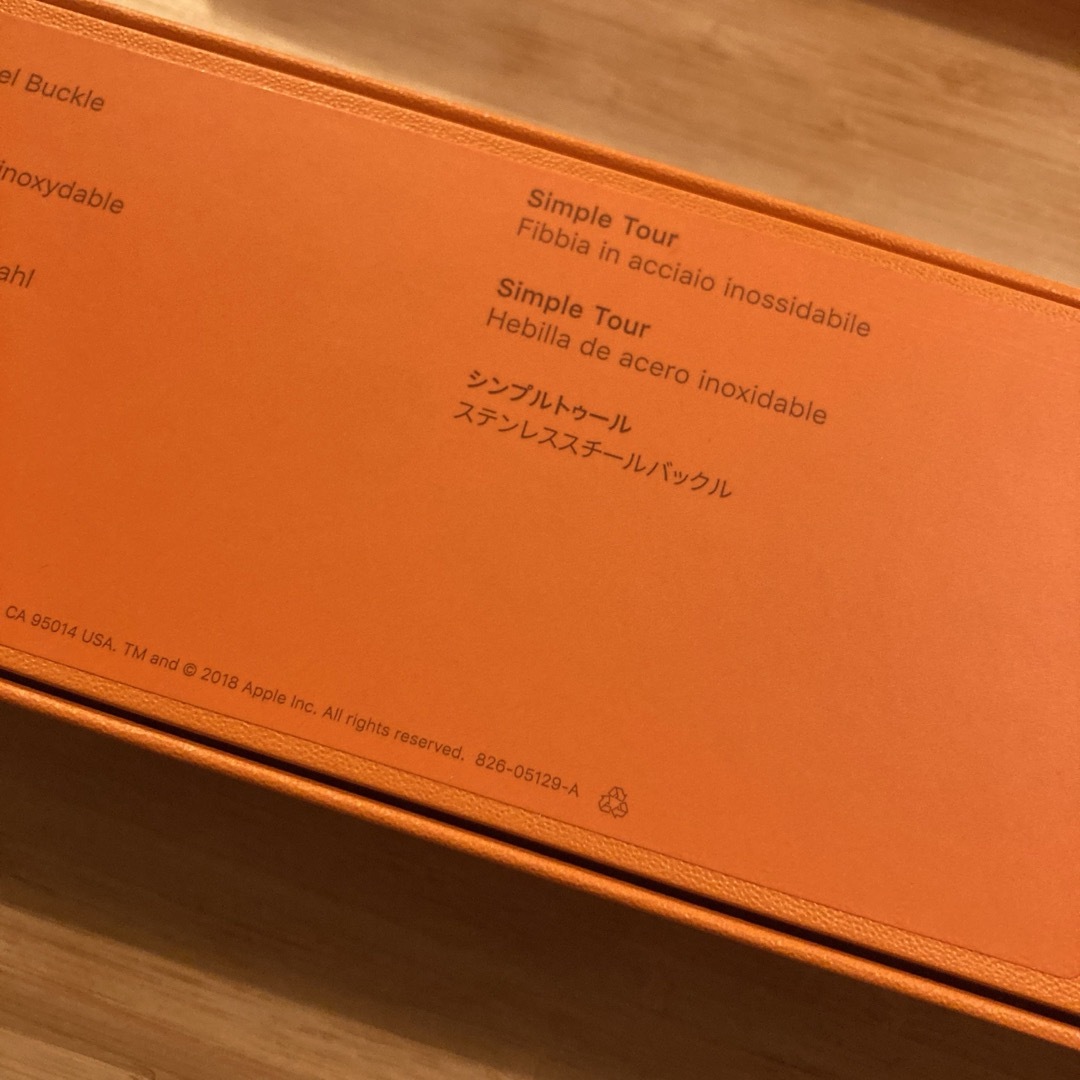 el Buckle
inoxydable
ahl
Simple Tour
Fibbia in acciaio inossidabile
Simple Tour
Hebilla de acero inoxidable
シンプルトゥール
ステンレススチールバックル
CA 95014 USA. TM and © 2018 Apple Inc. All rights reserved. 826-05129-A